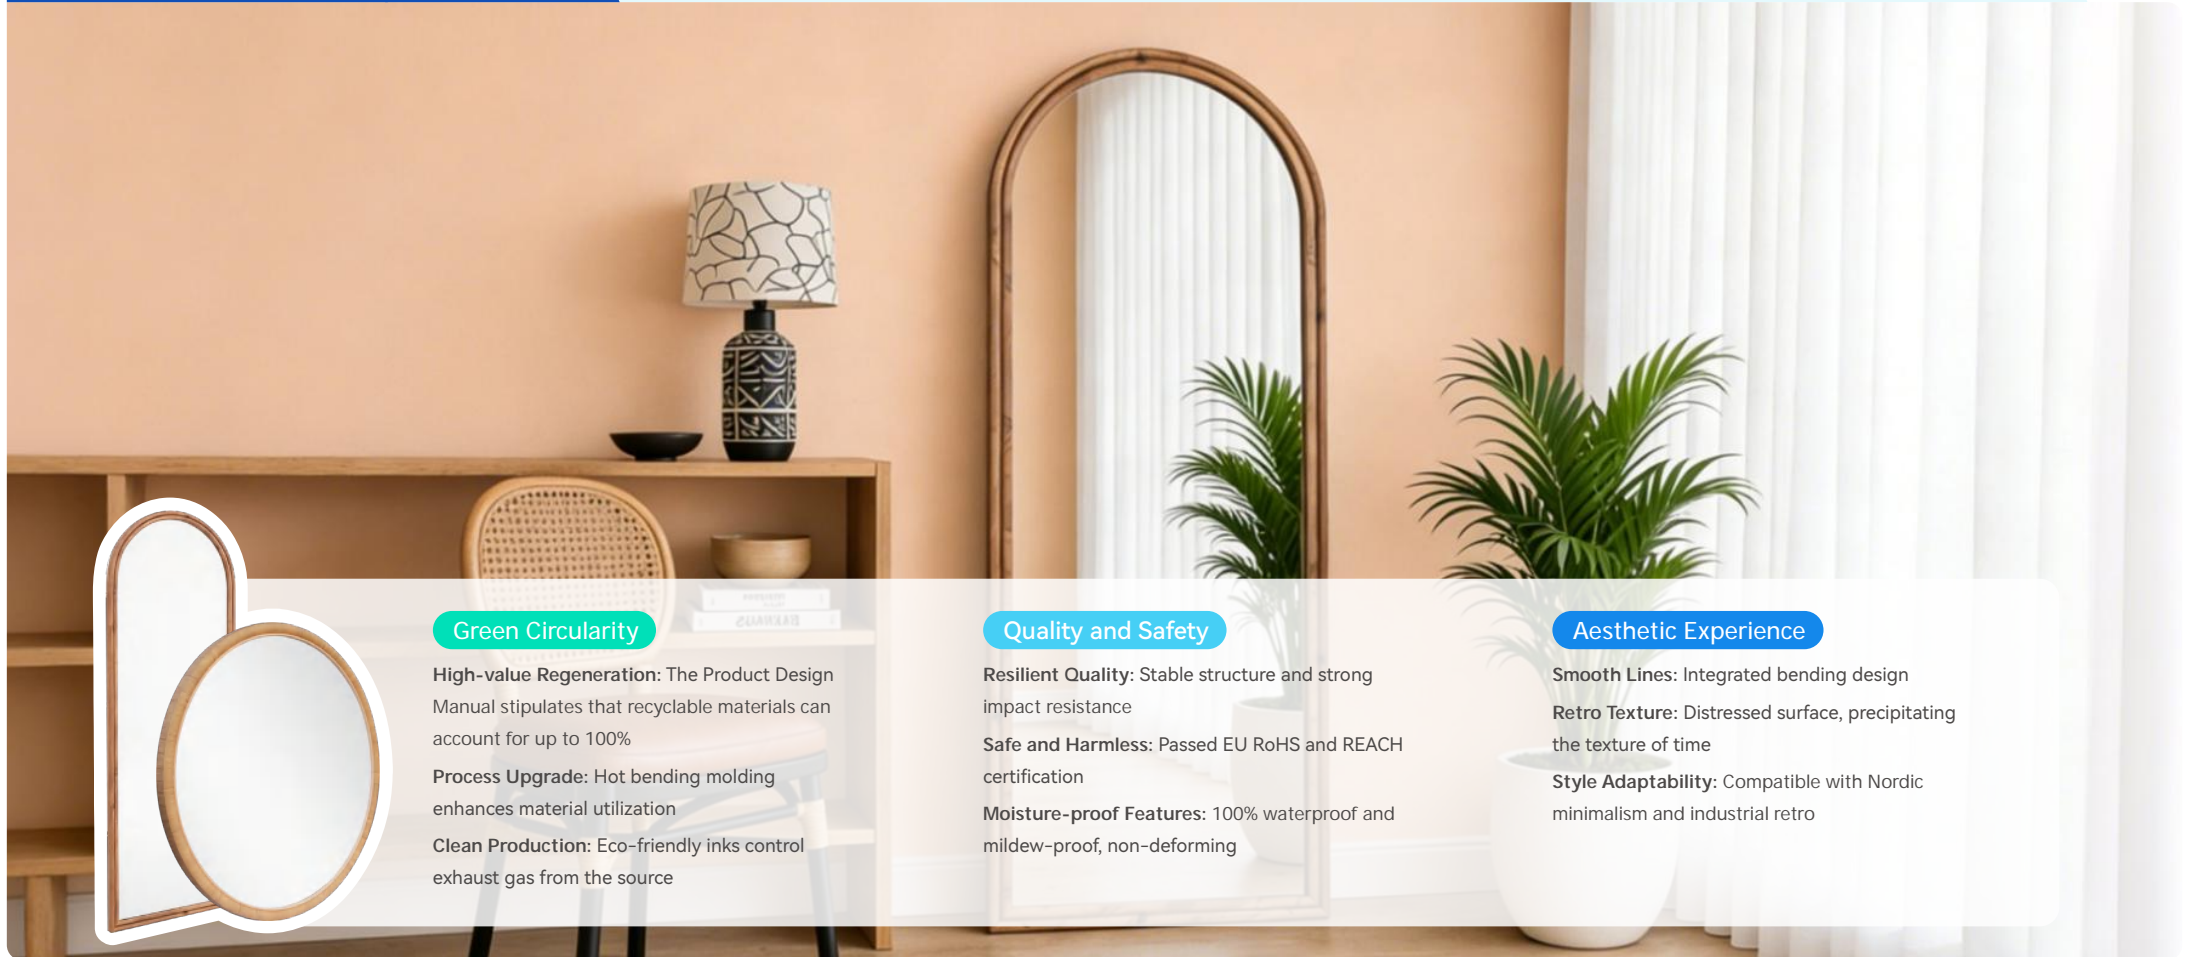 Green Circularity
High-value Regeneration: The Product Design
Manual stipulates that recyclable materials can
account for up to 100%
Process Upgrade: Hot bending molding
enhances material utilization
Clean Production: Eco-friendly inks control
exhaust gas from the source
Quality and Safety
Resilient Quality: Stable structure and strong
impact resistance
Safe and Harmless: Passed EU RoHS and REACH
certification
Moisture-proof Features: 100% waterproof and
mildew-proof, non-deforming
Aesthetic Experience
Smooth Lines: Integrated bending design
Retro Texture: Distressed surface, precipitating
the texture of time
Style Adaptability: Compatible with Nordic
minimalism and industrial retro